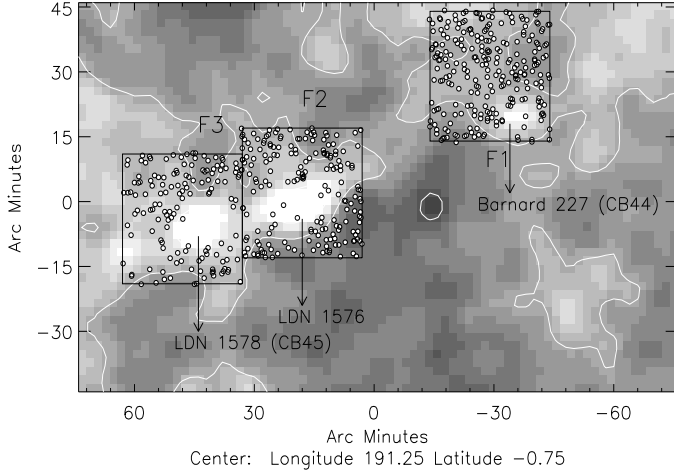 45
30
15
0
−15
−30
Arc Minutes
F3
F2
F1
Barnard 227 (CB44)
LDN 1576
LDN 1578 (CB45)
60
30
0
−30
−60
Arc Minutes
Center: Longitude 191.25 Latitude −0.75